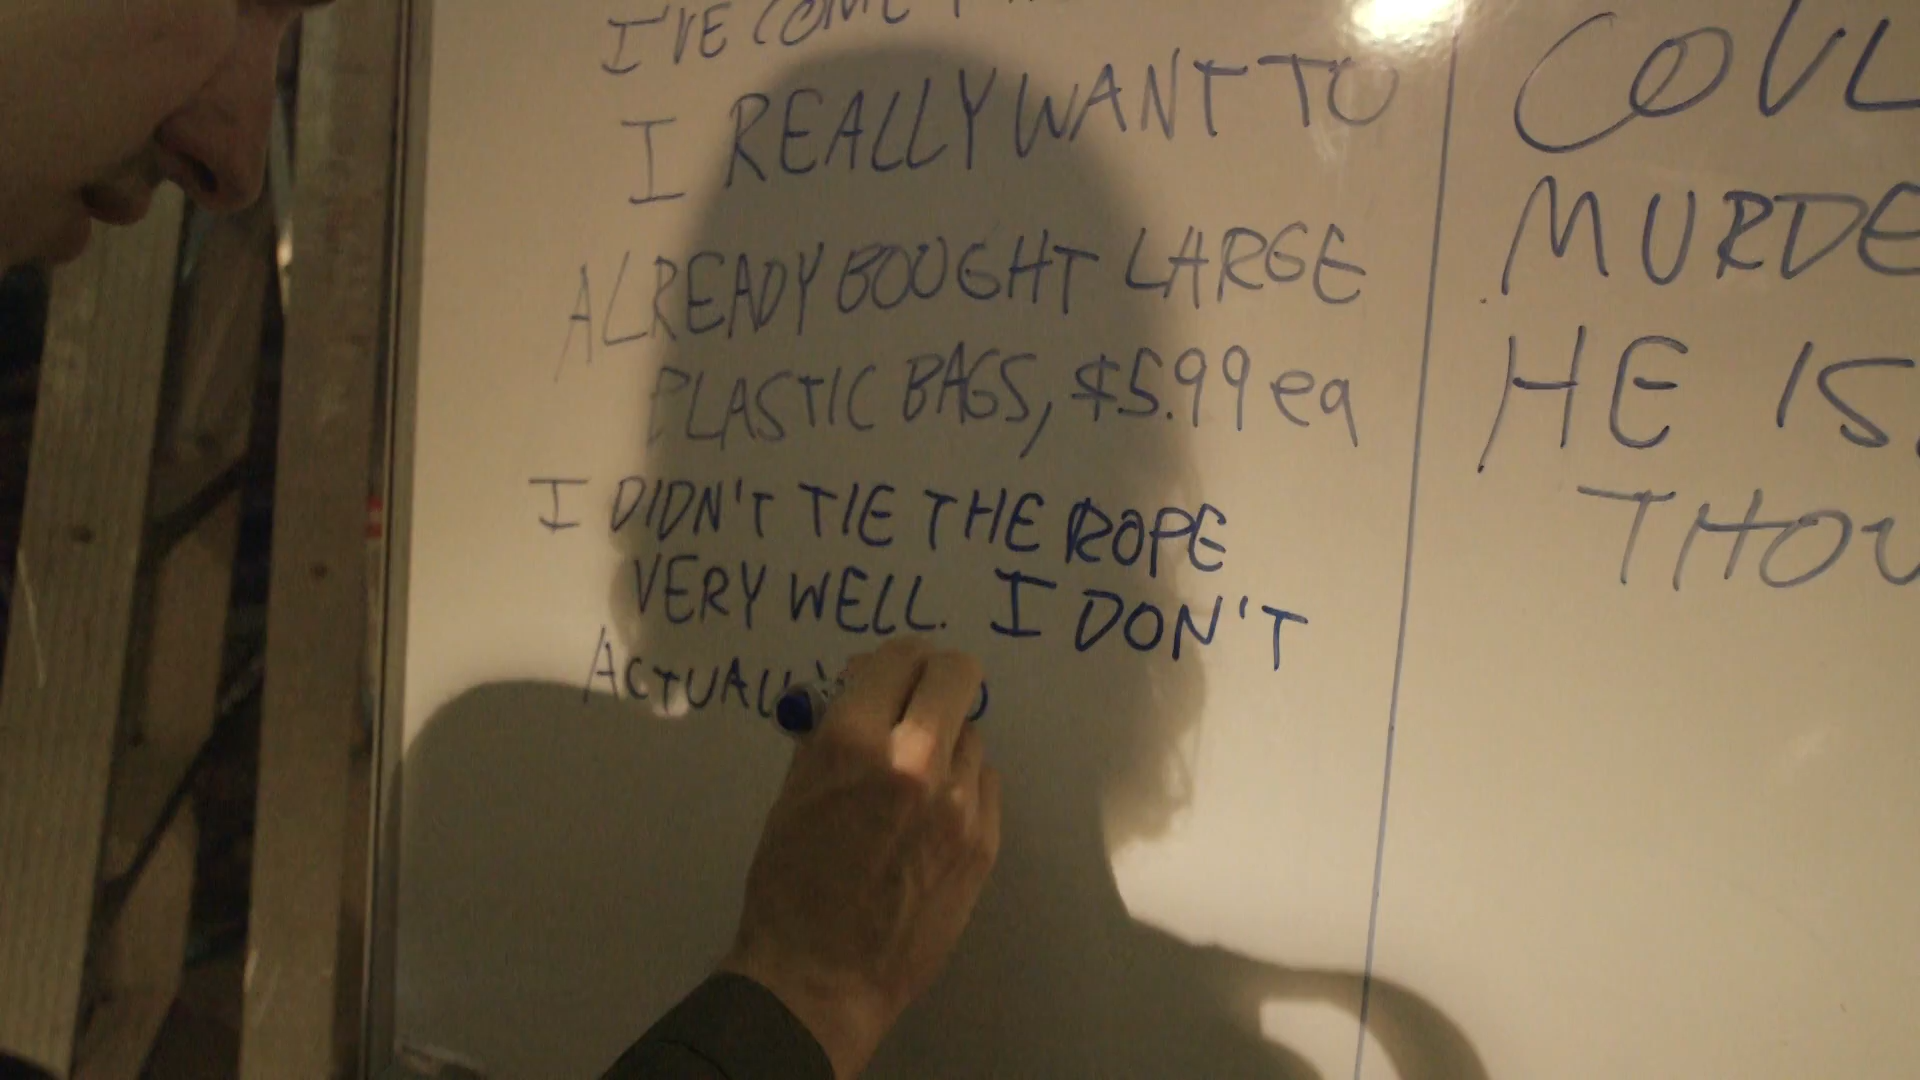 I'VE COME
I REALLY WANT TO
ALREADY BOUGHT LARGE
PLASTIC BAGS, $5.99 ea
I DIDN'T TIE THE ROPE
VERY WELL. I DON'T
ACTUALLY
COUL
MURDE
HE IS
THOU